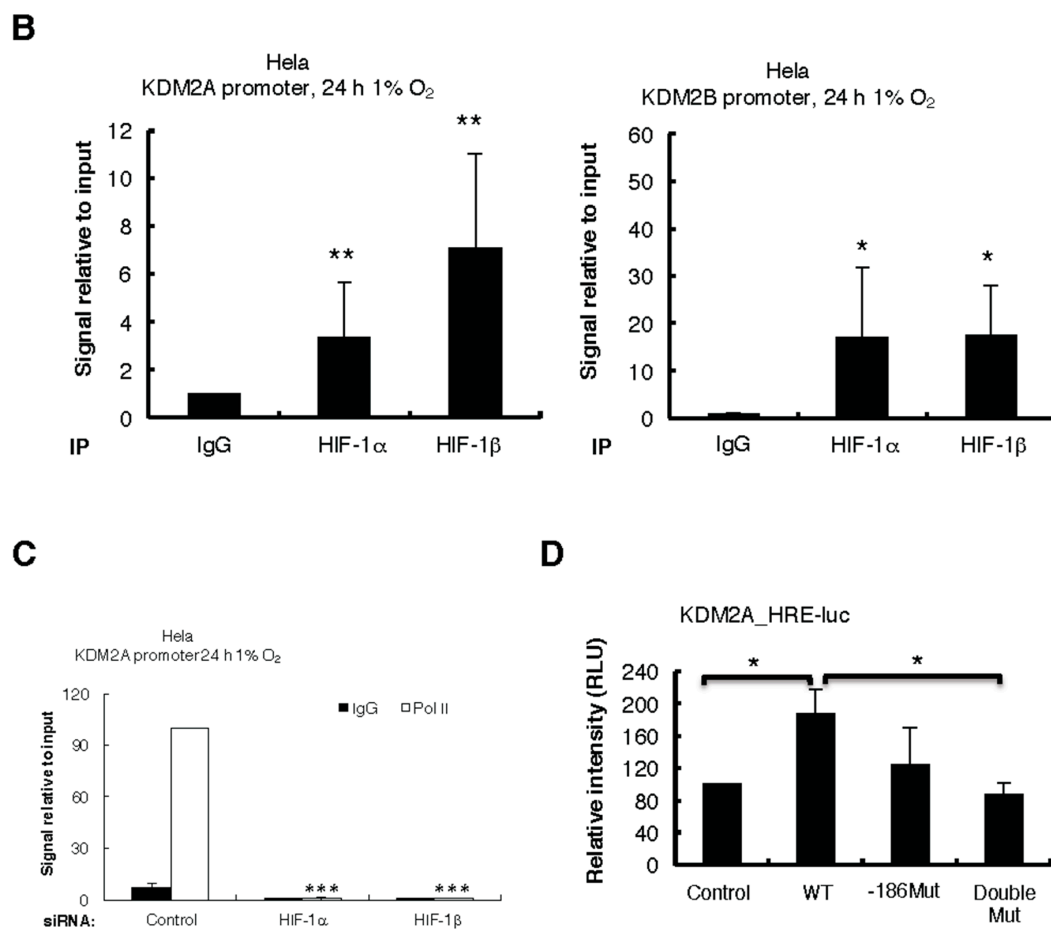 B
Hela
KDM2A promoter, 24 h 1% O₂
Signal relative to input
12
10
8
6
4
2
0
**
**
IP
IgG
HIF-1α
HIF-1β
Hela
KDM2B promoter, 24 h 1% O₂
Signal relative to input
60
50
40
30
20
10
0
*
*
IP
IgG
HIF-1α
HIF-1β
C
Hela
KDM2A promoter24 h1% O₂
Signal relative to input
120
90
60
30
0
IgG
Pol II
***
***
siRNA:
Control
HIF-1α
HIF-1β
D
KDM2A_HRE-luc
Relative intensity (RLU)
240
200
160
120
80
40
0
*
*
Control
WT
-186Mut
Double
Mut